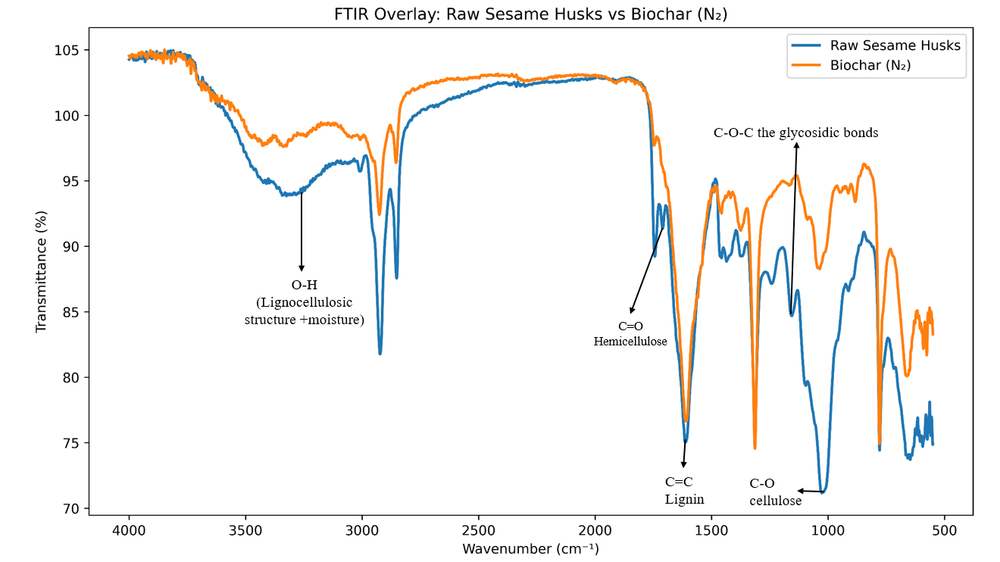 FTIR Overlay: Raw Sesame Husks vs Biochar (N₂)
Raw Sesame Husks
Biochar (N₂)
105
100
95
90
85
80
75
70
Transmittance (%)
C-O-C the glycosidic bonds
O-H
(Lignocellulosic
structure +moisture)
C=O
Hemicellulose
C=C
Lignin
C-O
cellulose
4000
3500
3000
2500
2000
1500
1000
500
Wavenumber (cm⁻¹)